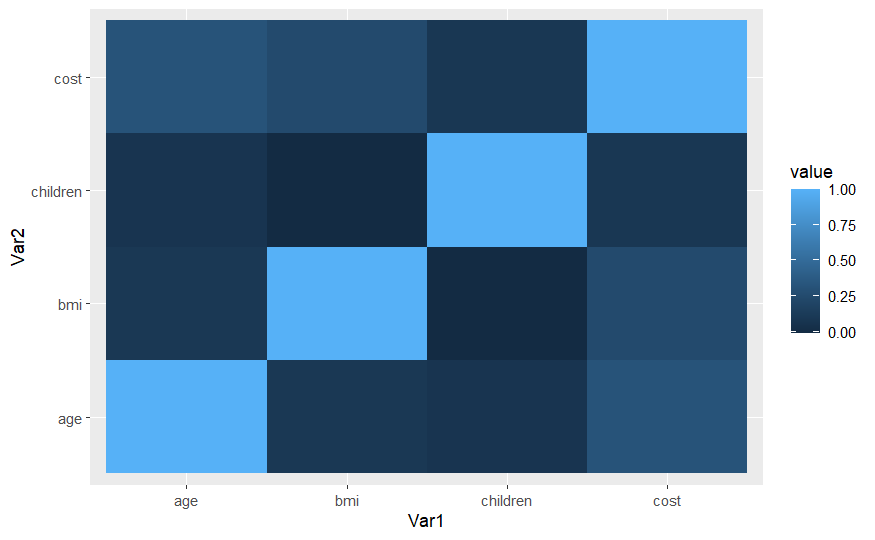 cost
children
bmi
age
Var2
age bmi children cost
Var1
value
1.00
0.75
0.50
0.25
0.00